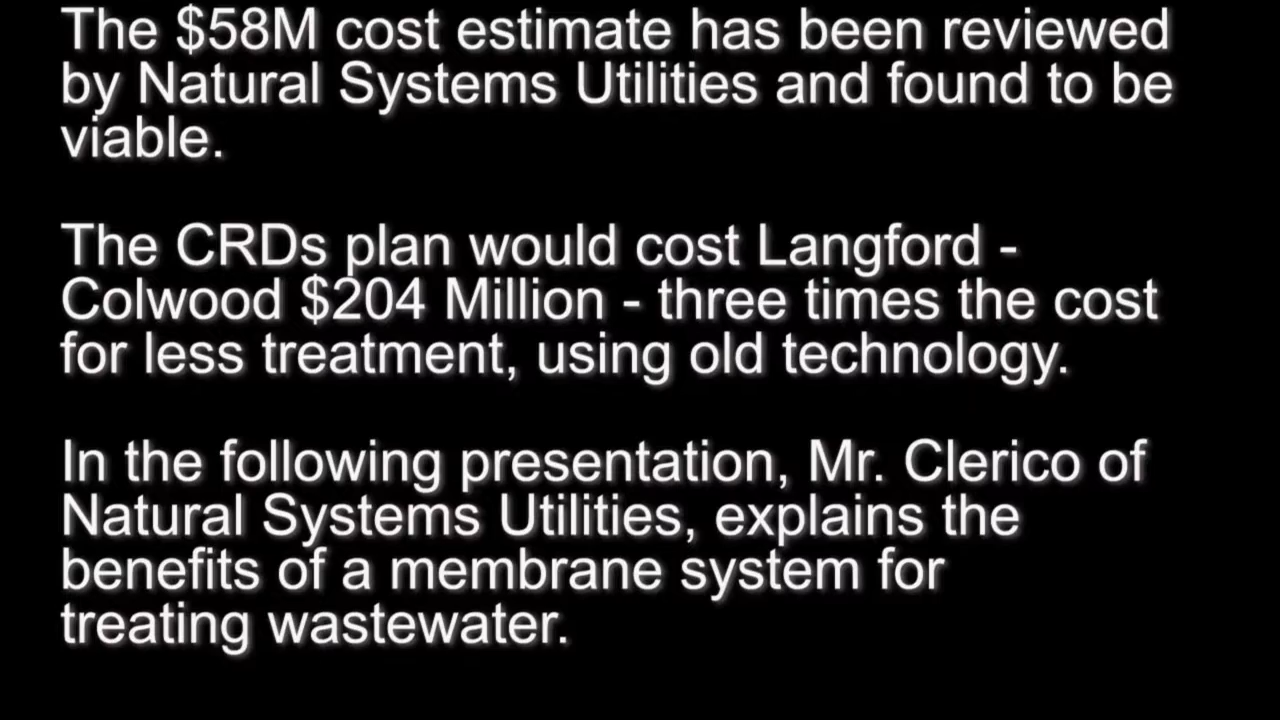 The $58M cost estimate has been reviewed
by Natural Systems Utilities and found to be
viable.
The CRDs plan would cost Langford -
Colwood $204 Million - three times the cost
for less treatment, using old technology.
In the following presentation, Mr. Clerico of
Natural Systems Utilities, explains the
benefits of a membrane system for
treating wastewater.